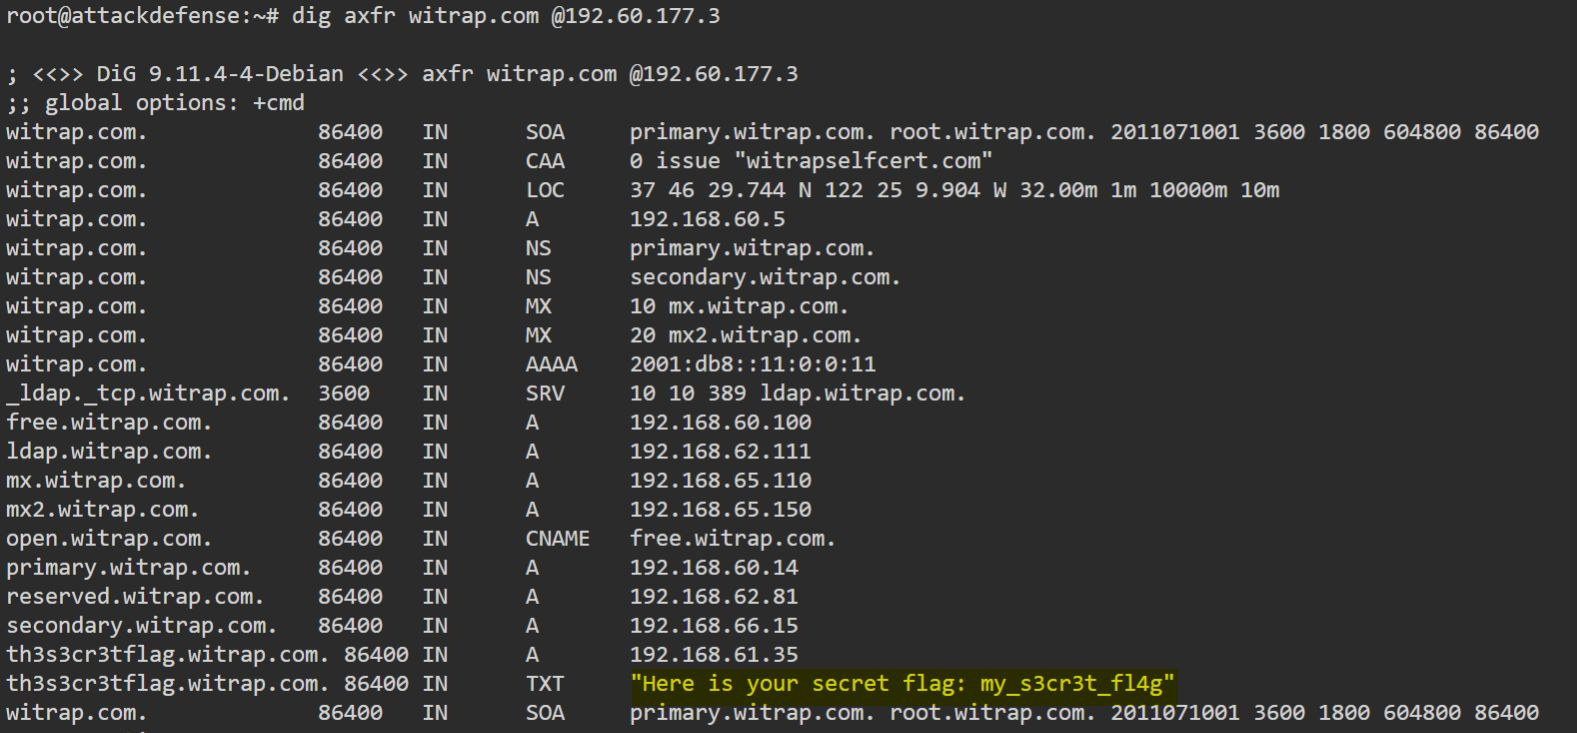 root@attackdefense:~# dig axfr witrap.com @192.60.177.3
; <<>> DiG 9.11.4-4-Debian <<>> axfr witrap.com @192.60.177.3
;; global options: +cmd
witrap.com. 86400 IN SOA primary.witrap.com. root.witrap.com. 2011071001 3600 1800 604800 86400
witrap.com. 86400 IN CAA 0 issue "witrapselfcert.com"
witrap.com. 86400 IN LOC 37 46 29.744 N 122 25 9.904 W 32.00m 1m 10000m 10m
witrap.com. 86400 IN A 192.168.60.5
witrap.com. 86400 IN NS primary.witrap.com.
witrap.com. 86400 IN NS secondary.witrap.com.
witrap.com. 86400 IN MX 10 mx.witrap.com.
witrap.com. 86400 IN MX 20 mx2.witrap.com.
witrap.com. 86400 IN AAAA 2001:db8::11:0:0:11
_ldap._tcp.witrap.com. 3600 IN SRV 10 10 389 ldap.witrap.com.
free.witrap.com. 86400 IN A 192.168.60.100
ldap.witrap.com. 86400 IN A 192.168.62.111
mx.witrap.com. 86400 IN A 192.168.65.110
mx2.witrap.com. 86400 IN A 192.168.65.150
open.witrap.com. 86400 IN CNAME free.witrap.com.
primary.witrap.com. 86400 IN A 192.168.60.14
reserved.witrap.com. 86400 IN A 192.168.62.81
secondary.witrap.com. 86400 IN A 192.168.66.15
th3s3cr3tflag.witrap.com. 86400 IN A 192.168.61.35
th3s3cr3tflag.witrap.com. 86400 IN TXT "Here is your secret flag: my_s3cr3t_fl4g"
witrap.com. 86400 IN SOA primary.witrap.com. root.witrap.com. 2011071001 3600 1800 604800 86400